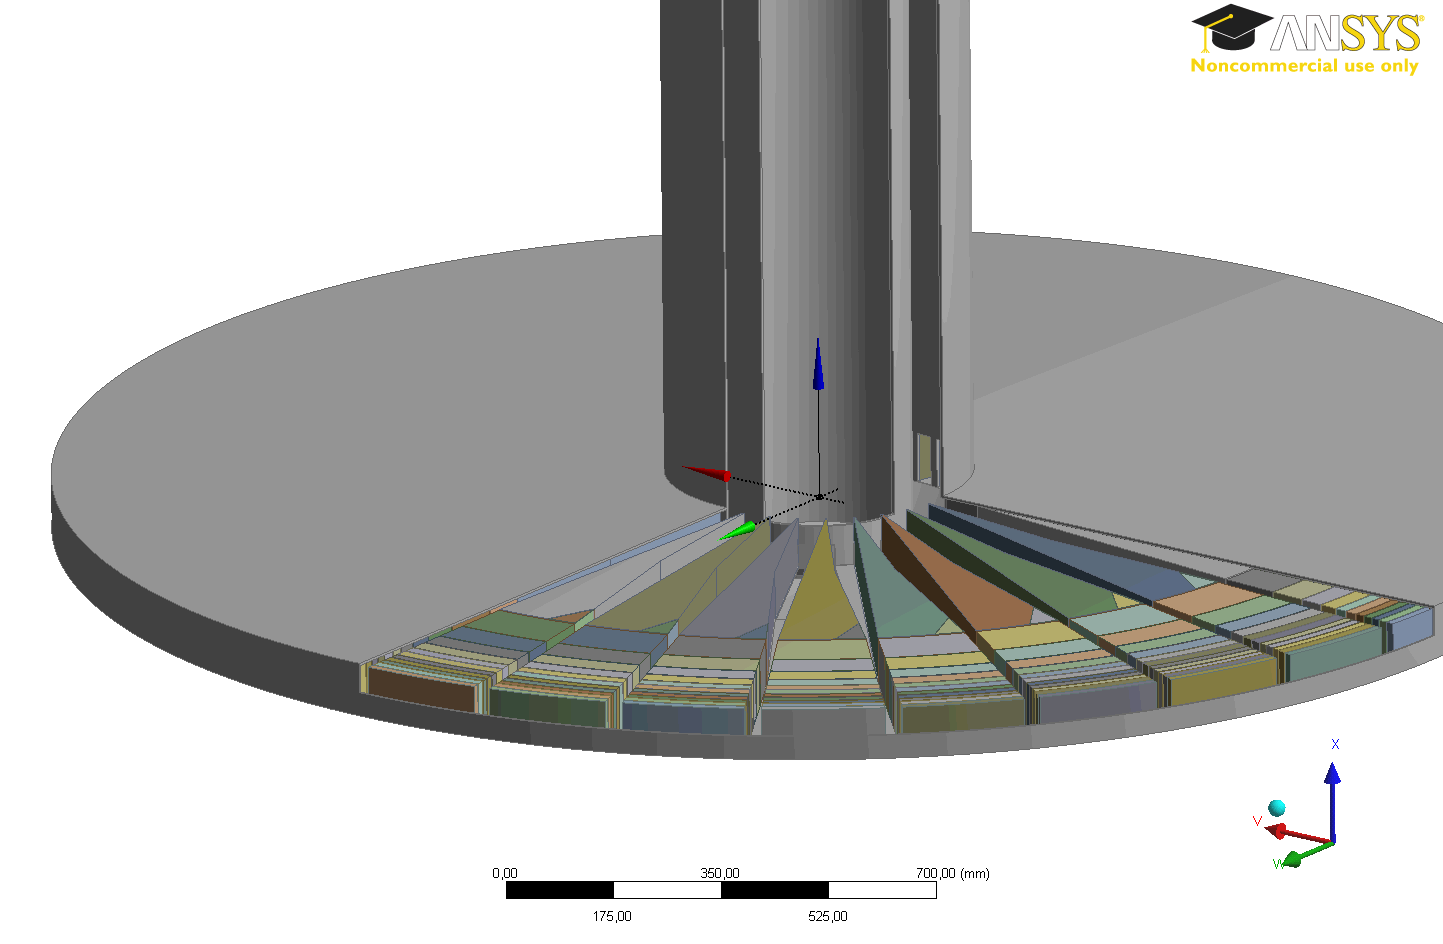 ANSYS®
Noncommercial use only
X
V
W
0,00 350,00 700,00 (mm)
175,00 525,00